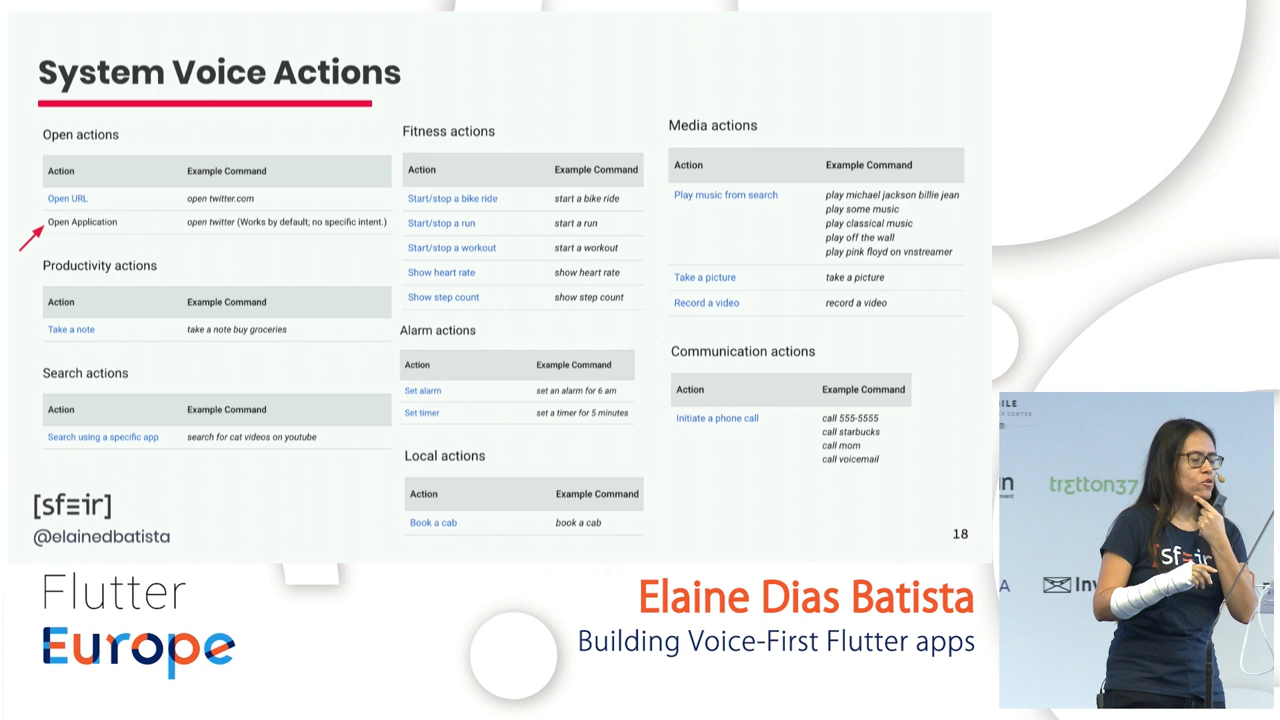 System Voice Actions
Open actions
Action Example Command
Open URL open twitter.com
Open Application open twitter (Works by default; no specific intent.)
Productivity actions
Action Example Command
Take a note take a note buy groceries
Search actions
Action Example Command
Search using a specific app search for cat videos on youtube
Fitness actions
Action Example Command
Start/stop a bike ride start a bike ride
Start/stop a run start a run
Start/stop a workout start a workout
Show heart rate show heart rate
Show step count show step count
Alarm actions
Action Example Command
Set alarm set an alarm for 6 am
Set timer set a timer for 5 minutes
Local actions
Action Example Command
Book a cab book a cab
Media actions
Action Example Command
Play music from search play michael jackson billie jean
play some music
play classical music
play off the wall
play pink floyd on vnstreamer
Take a picture take a picture
Record a video record a video
Communication actions
Action Example Command
Initiate a phone call call 555-5555
call starbucks
call mom
call voicemail
[sfeir]
@elainedbatista
18
Flutter
Europe
Elaine Dias Batista
Building Voice-First Flutter apps
tretton37
[sfeir